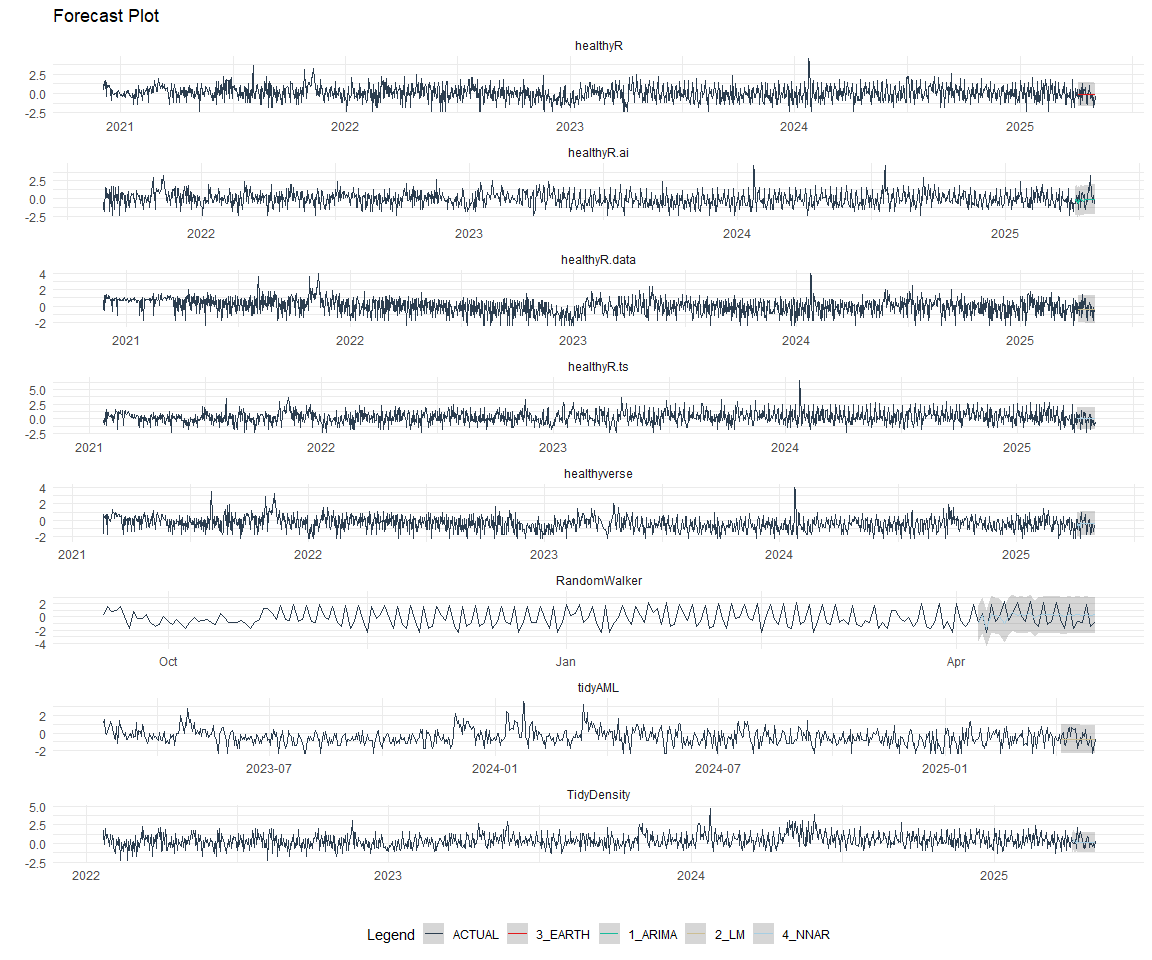 Forecast Plot
healthyR
2.5
0.0
-2.5
2021 2022 2023 2024 2025
healthyR.ai
2.5
0.0
-2.5
2022 2023 2024 2025
healthyR.data
4
2
0
-2
2021 2022 2023 2024 2025
healthyR.ts
5.0
2.5
0.0
-2.5
2021 2022 2023 2024 2025
healthyverse
4
2
0
-2
2021 2022 2023 2024 2025
RandomWalker
2
0
-2
-4
Oct Jan Apr
tidyAML
2
0
-2
2023-07 2024-01 2024-07 2025-01
TidyDensity
5.0
2.5
0.0
-2.5
2022 2023 2024 2025
Legend ACTUAL 3_EARTH 1_ARIMA 2_LM 4_NNAR